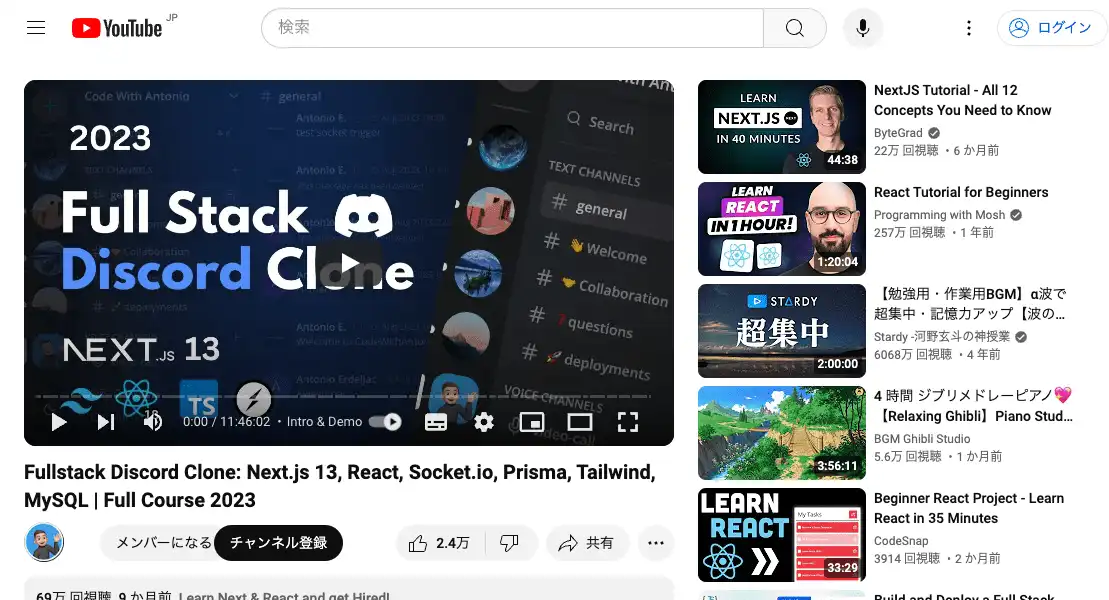 YouTube JP
検索
ログイン
Code With Antonio
# general
2023
Full Stack
Discord Clone
NEXT.JS 13
TS
Search
TEXT CHANNELS
# general
# 👋 Welcome
# 🤝 Collaboration
# ❓questions
# 🚀 deployments
VOICE CHANNELS
video-call
0:00 / 11:46:02 ・ Intro & Demo
Fullstack Discord Clone: Next.js 13, React, Socket.io, Prisma, Tailwind,
MySQL | Full Course 2023
メンバーになる
チャンネル登録
2.4万
共有
69万 回視聴 9 か月前 Learn Next & React and get Hired!
LEARN
NEXT.JS
IN 40 MINUTES
44:38
NextJS Tutorial - All 12
Concepts You Need to Know
ByteGrad
22万 回視聴 ・6 か月前
LEARN
REACT
IN 1 HOUR!
1:20:04
React Tutorial for Beginners
Programming with Mosh
257万 回視聴 ・1 年前
STARDY
超集中
2:00:00
【勉強用・作業用BGM】α波で
超集中・記憶力アップ【波の...
Stardy -河野玄斗の神授業
6068万 回視聴 ・4 年前
3:56:11
4 時間 ジブリメドレーピアノ💖
【Relaxing Ghibli】Piano Stud...
BGM Ghibli Studio
5.6万 回視聴 ・1 か月前
LEARN
REACT
My Tasks
33:29
Beginner React Project - Learn
React in 35 Minutes
CodeSnap
3914 回視聴 ・2 か月前
Build and Deploy a Full Stack